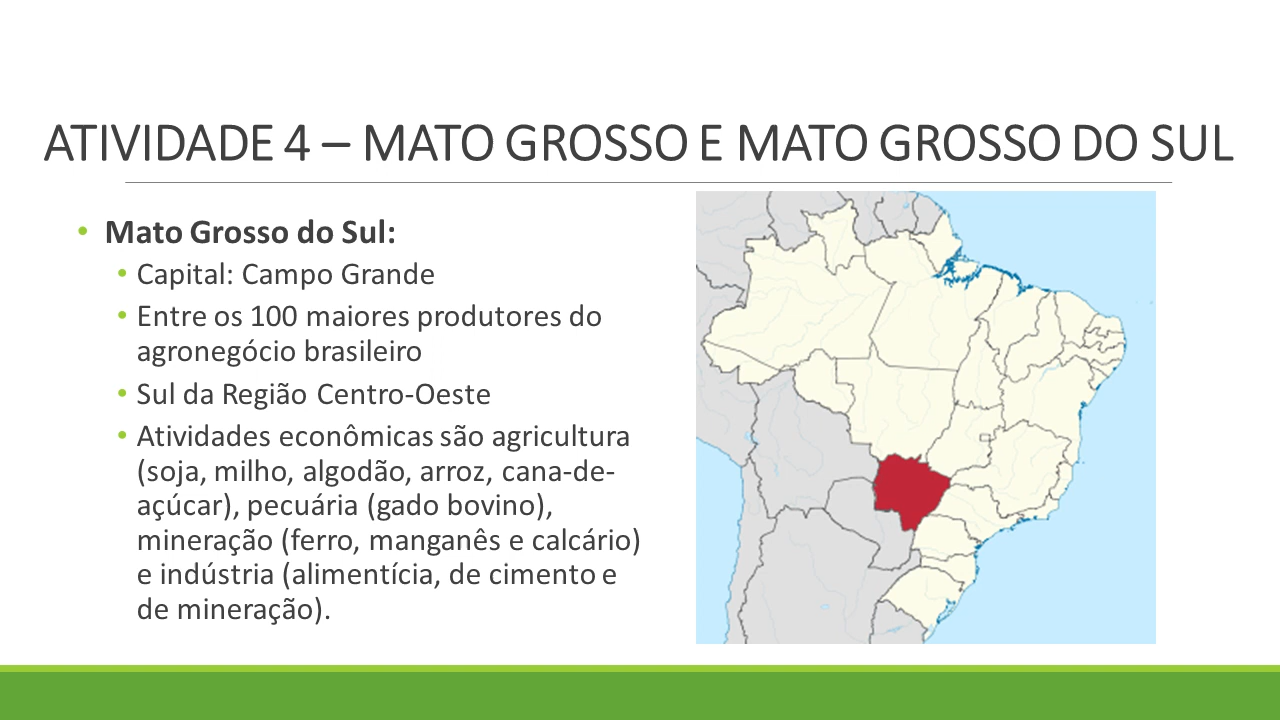 ATIVIDADE 4 – MATO GROSSO E MATO GROSSO DO SUL
• Mato Grosso do Sul:
• Capital: Campo Grande
• Entre os 100 maiores produtores do
agronegócio brasileiro
• Sul da Região Centro-Oeste
• Atividades econômicas são agricultura
(soja, milho, algodão, arroz, cana-de-
açúcar), pecuária (gado bovino),
mineração (ferro, manganês e calcário)
e indústria (alimentícia, de cimento e
de mineração).